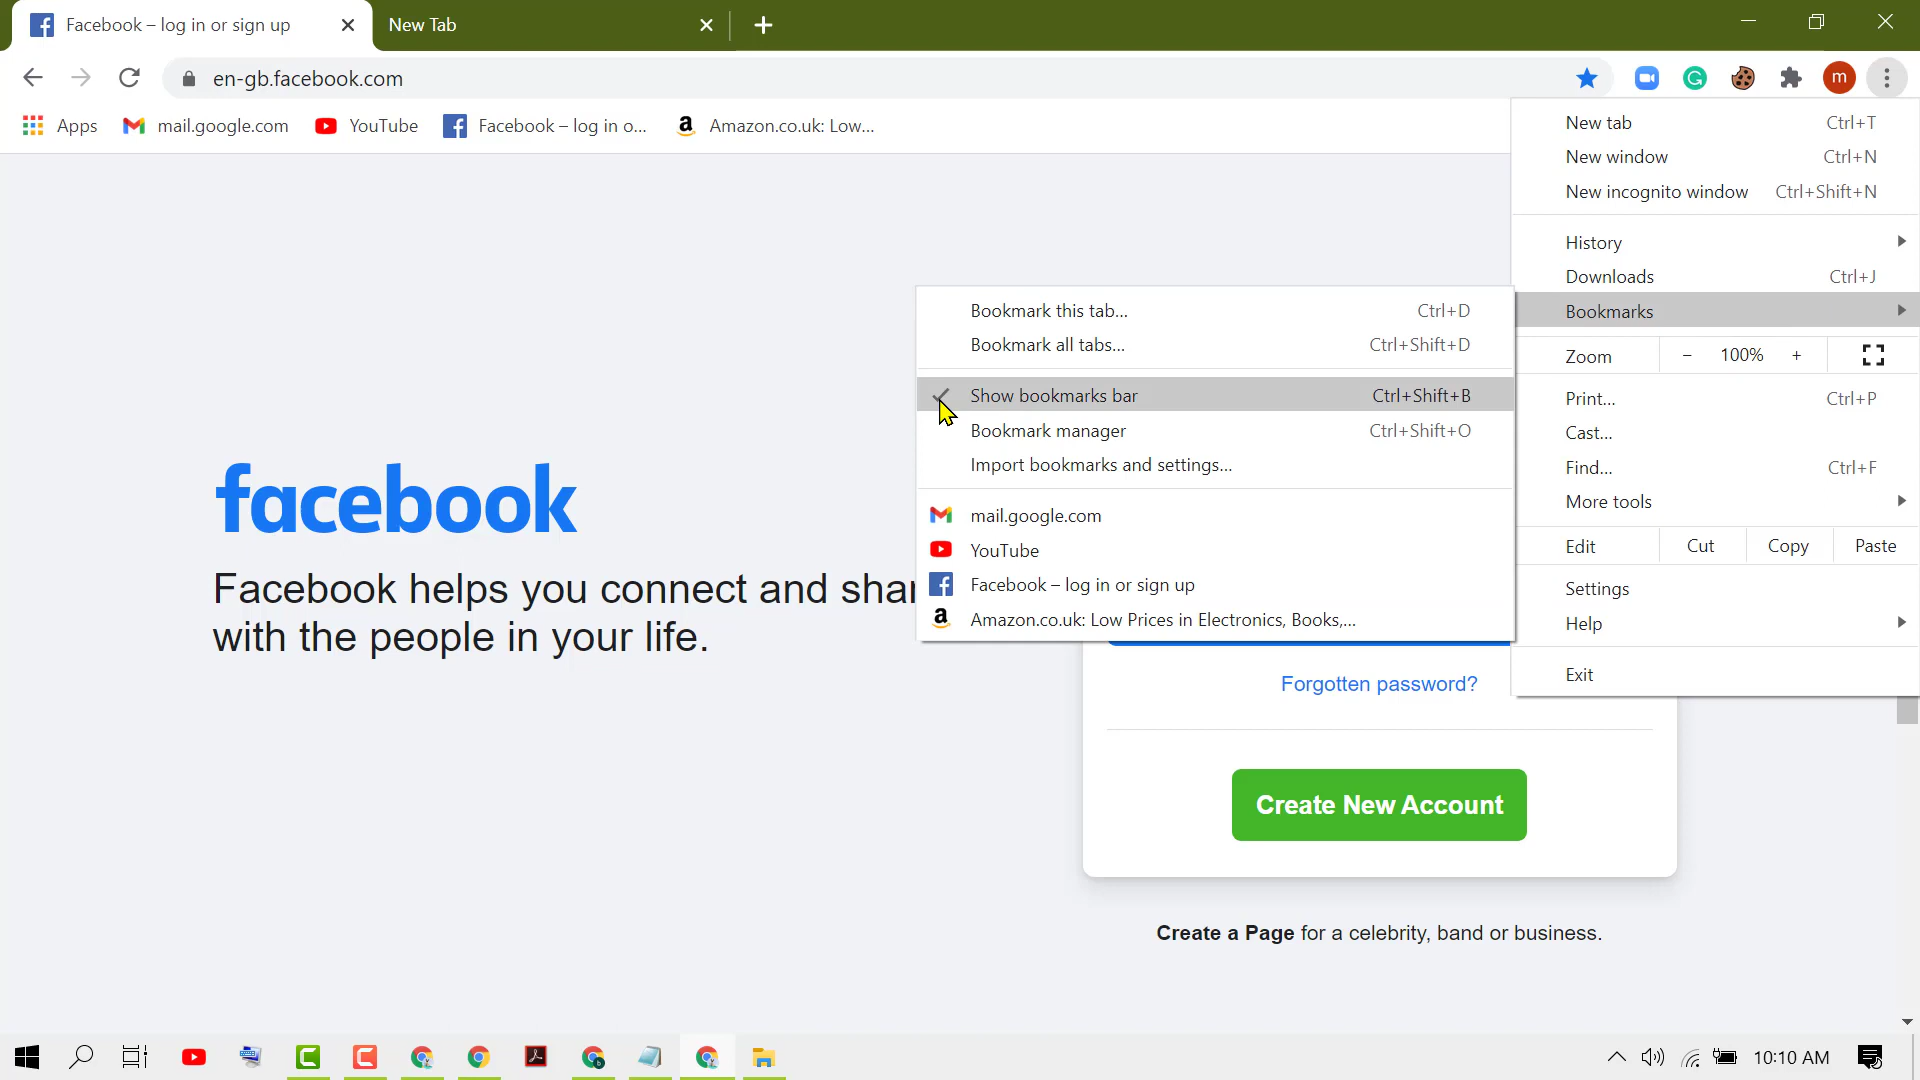 Facebook – log in or sign up
New Tab
en-gb.facebook.com
m
Apps
mail.google.com
YouTube
Facebook – log in o...
Amazon.co.uk: Low...
New tab Ctrl+T
New window Ctrl+N
New incognito window Ctrl+Shift+N
History
Downloads Ctrl+J
Bookmarks
Zoom - 100% +
Print... Ctrl+P
Cast...
Find... Ctrl+F
More tools
Edit Cut Copy Paste
Settings
Help
Exit
Bookmark this tab... Ctrl+D
Bookmark all tabs... Ctrl+Shift+D
Show bookmarks bar Ctrl+Shift+B
Bookmark manager Ctrl+Shift+O
Import bookmarks and settings...
mail.google.com
YouTube
Facebook – log in or sign up
Amazon.co.uk: Low Prices in Electronics, Books,...
facebook
Facebook helps you connect and shar
with the people in your life.
Forgotten password?
Create New Account
Create a Page for a celebrity, band or business.
10:10 AM